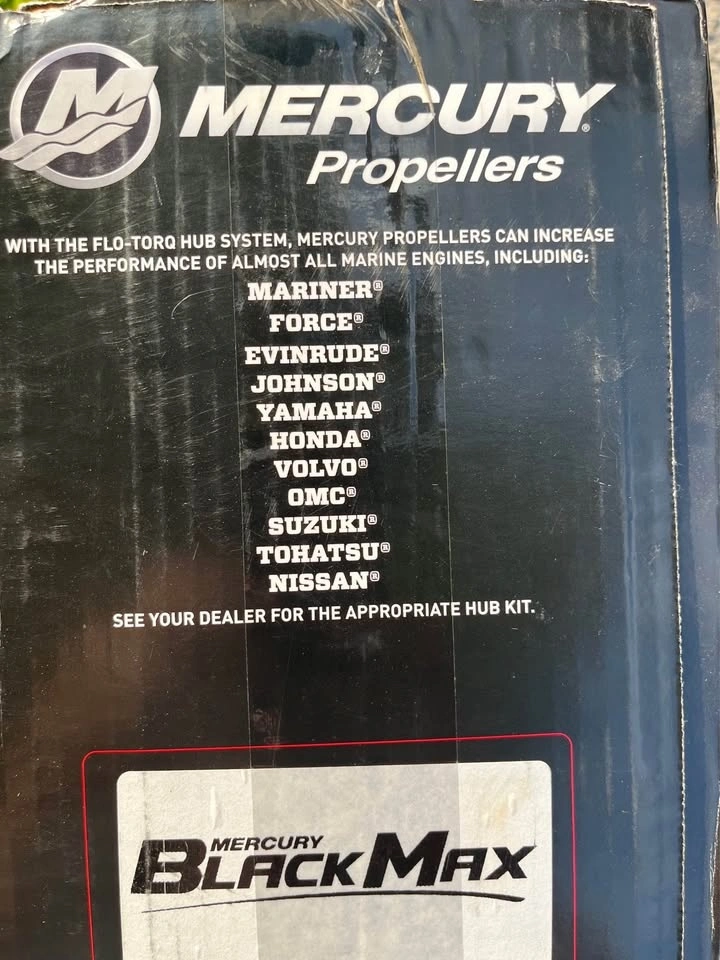 M
MERCURY®
Propellers
WITH THE FLO-TORQ HUB SYSTEM, MERCURY PROPELLERS CAN INCREASE
THE PERFORMANCE OF ALMOST ALL MARINE ENGINES, INCLUDING:
MARINER®
FORCE®
EVINRUDE®
JOHNSON®
YAMAHA®
HONDA®
VOLVO®
OMC®
SUZUKI®
TOHATSU®
NISSAN®
SEE YOUR DEALER FOR THE APPROPRIATE HUB KIT.
MERCURY
BLACK MAX